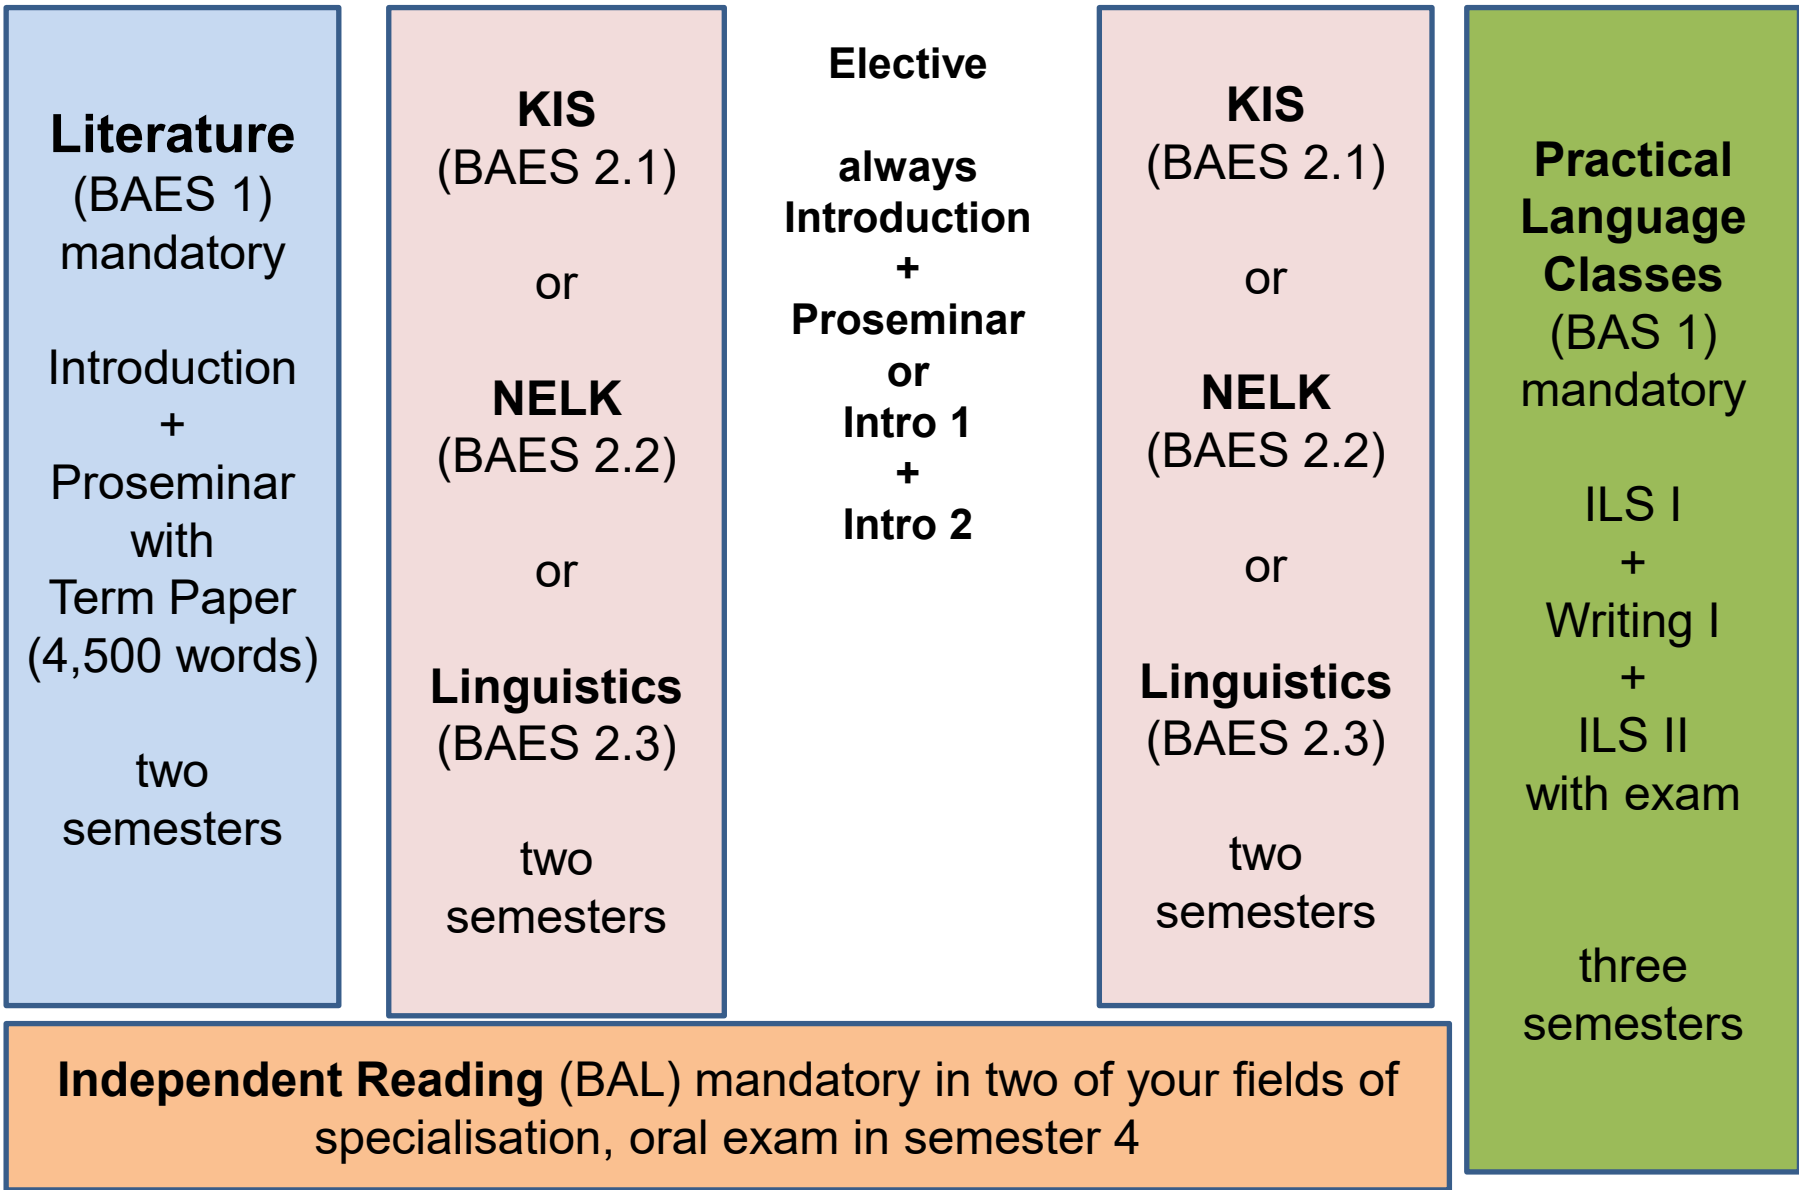 Literature
(BAES 1)
mandatory
Introduction
+
Proseminar
with
Term Paper
(4,500 words)
two
semesters
KIS
(BAES 2.1)
or
NELK
(BAES 2.2)
or
Linguistics
(BAES 2.3)
two
semesters
Elective
always
Introduction
+
Proseminar
or
Intro 1
+
Intro 2
KIS
(BAES 2.1)
or
NELK
(BAES 2.2)
or
Linguistics
(BAES 2.3)
two
semesters
Practical
Language
Classes
(BAS 1)
mandatory
ILS I
+
Writing I
+
ILS II
with exam
three
semesters
Independent Reading (BAL) mandatory in two of your fields of
specialisation, oral exam in semester 4